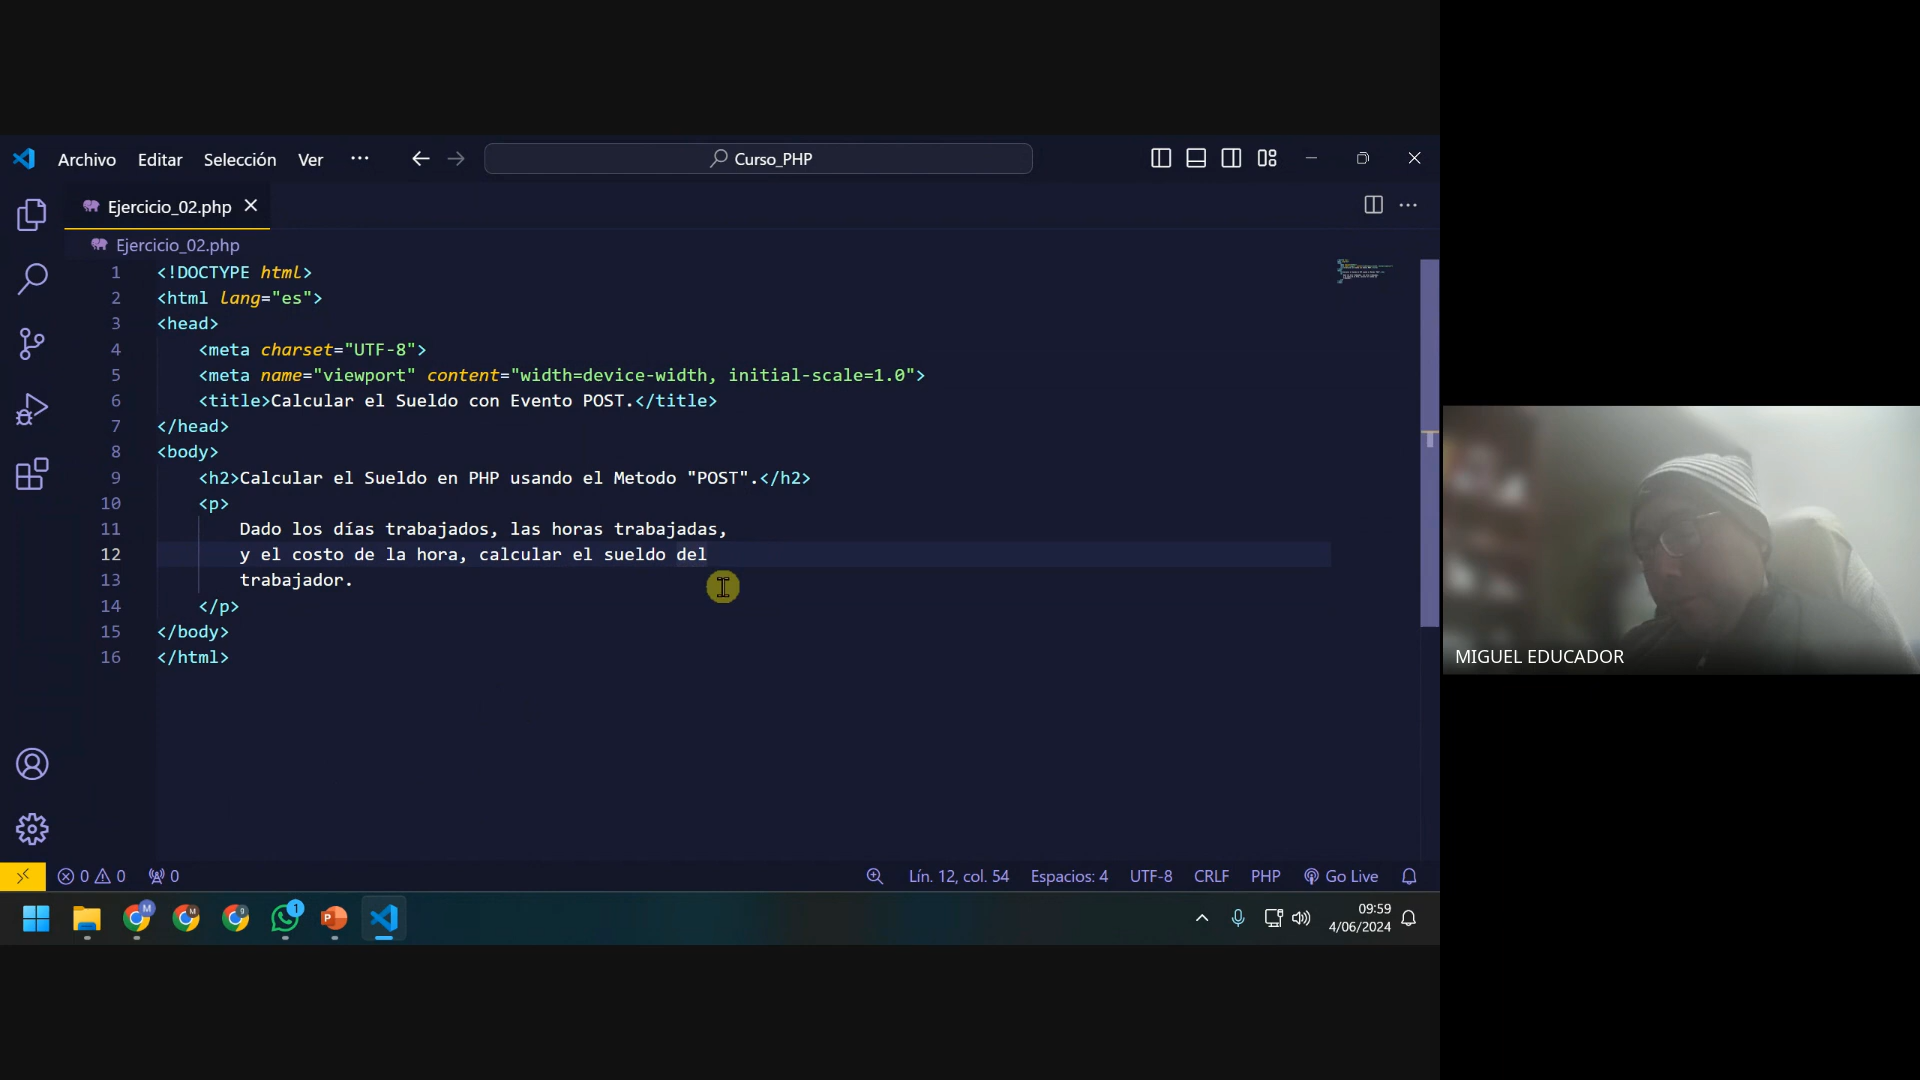 Archivo Editar Selección Ver ··· Curso_PHP
Ejercicio_02.php
Ejercicio_02.php
1 <!DOCTYPE html>
2 <html lang="es">
3 <head>
4 <meta charset="UTF-8">
5 <meta name="viewport" content="width=device-width, initial-scale=1.0">
6 <title>Calcular el Sueldo con Evento POST.</title>
7 </head>
8 <body>
9 <h2>Calcular el Sueldo en PHP usando el Metodo "POST".</h2>
10 <p>
11 Dado los días trabajados, las horas trabajadas,
12 y el costo de la hora, calcular el sueldo del
13 trabajador.
14 </p>
15 </body>
16 </html>
MIGUEL EDUCADOR
0 0 0 Lín. 12, col. 54 Espacios: 4 UTF-8 CRLF PHP Go Live
M M g 1 P 09:59
4/06/2024